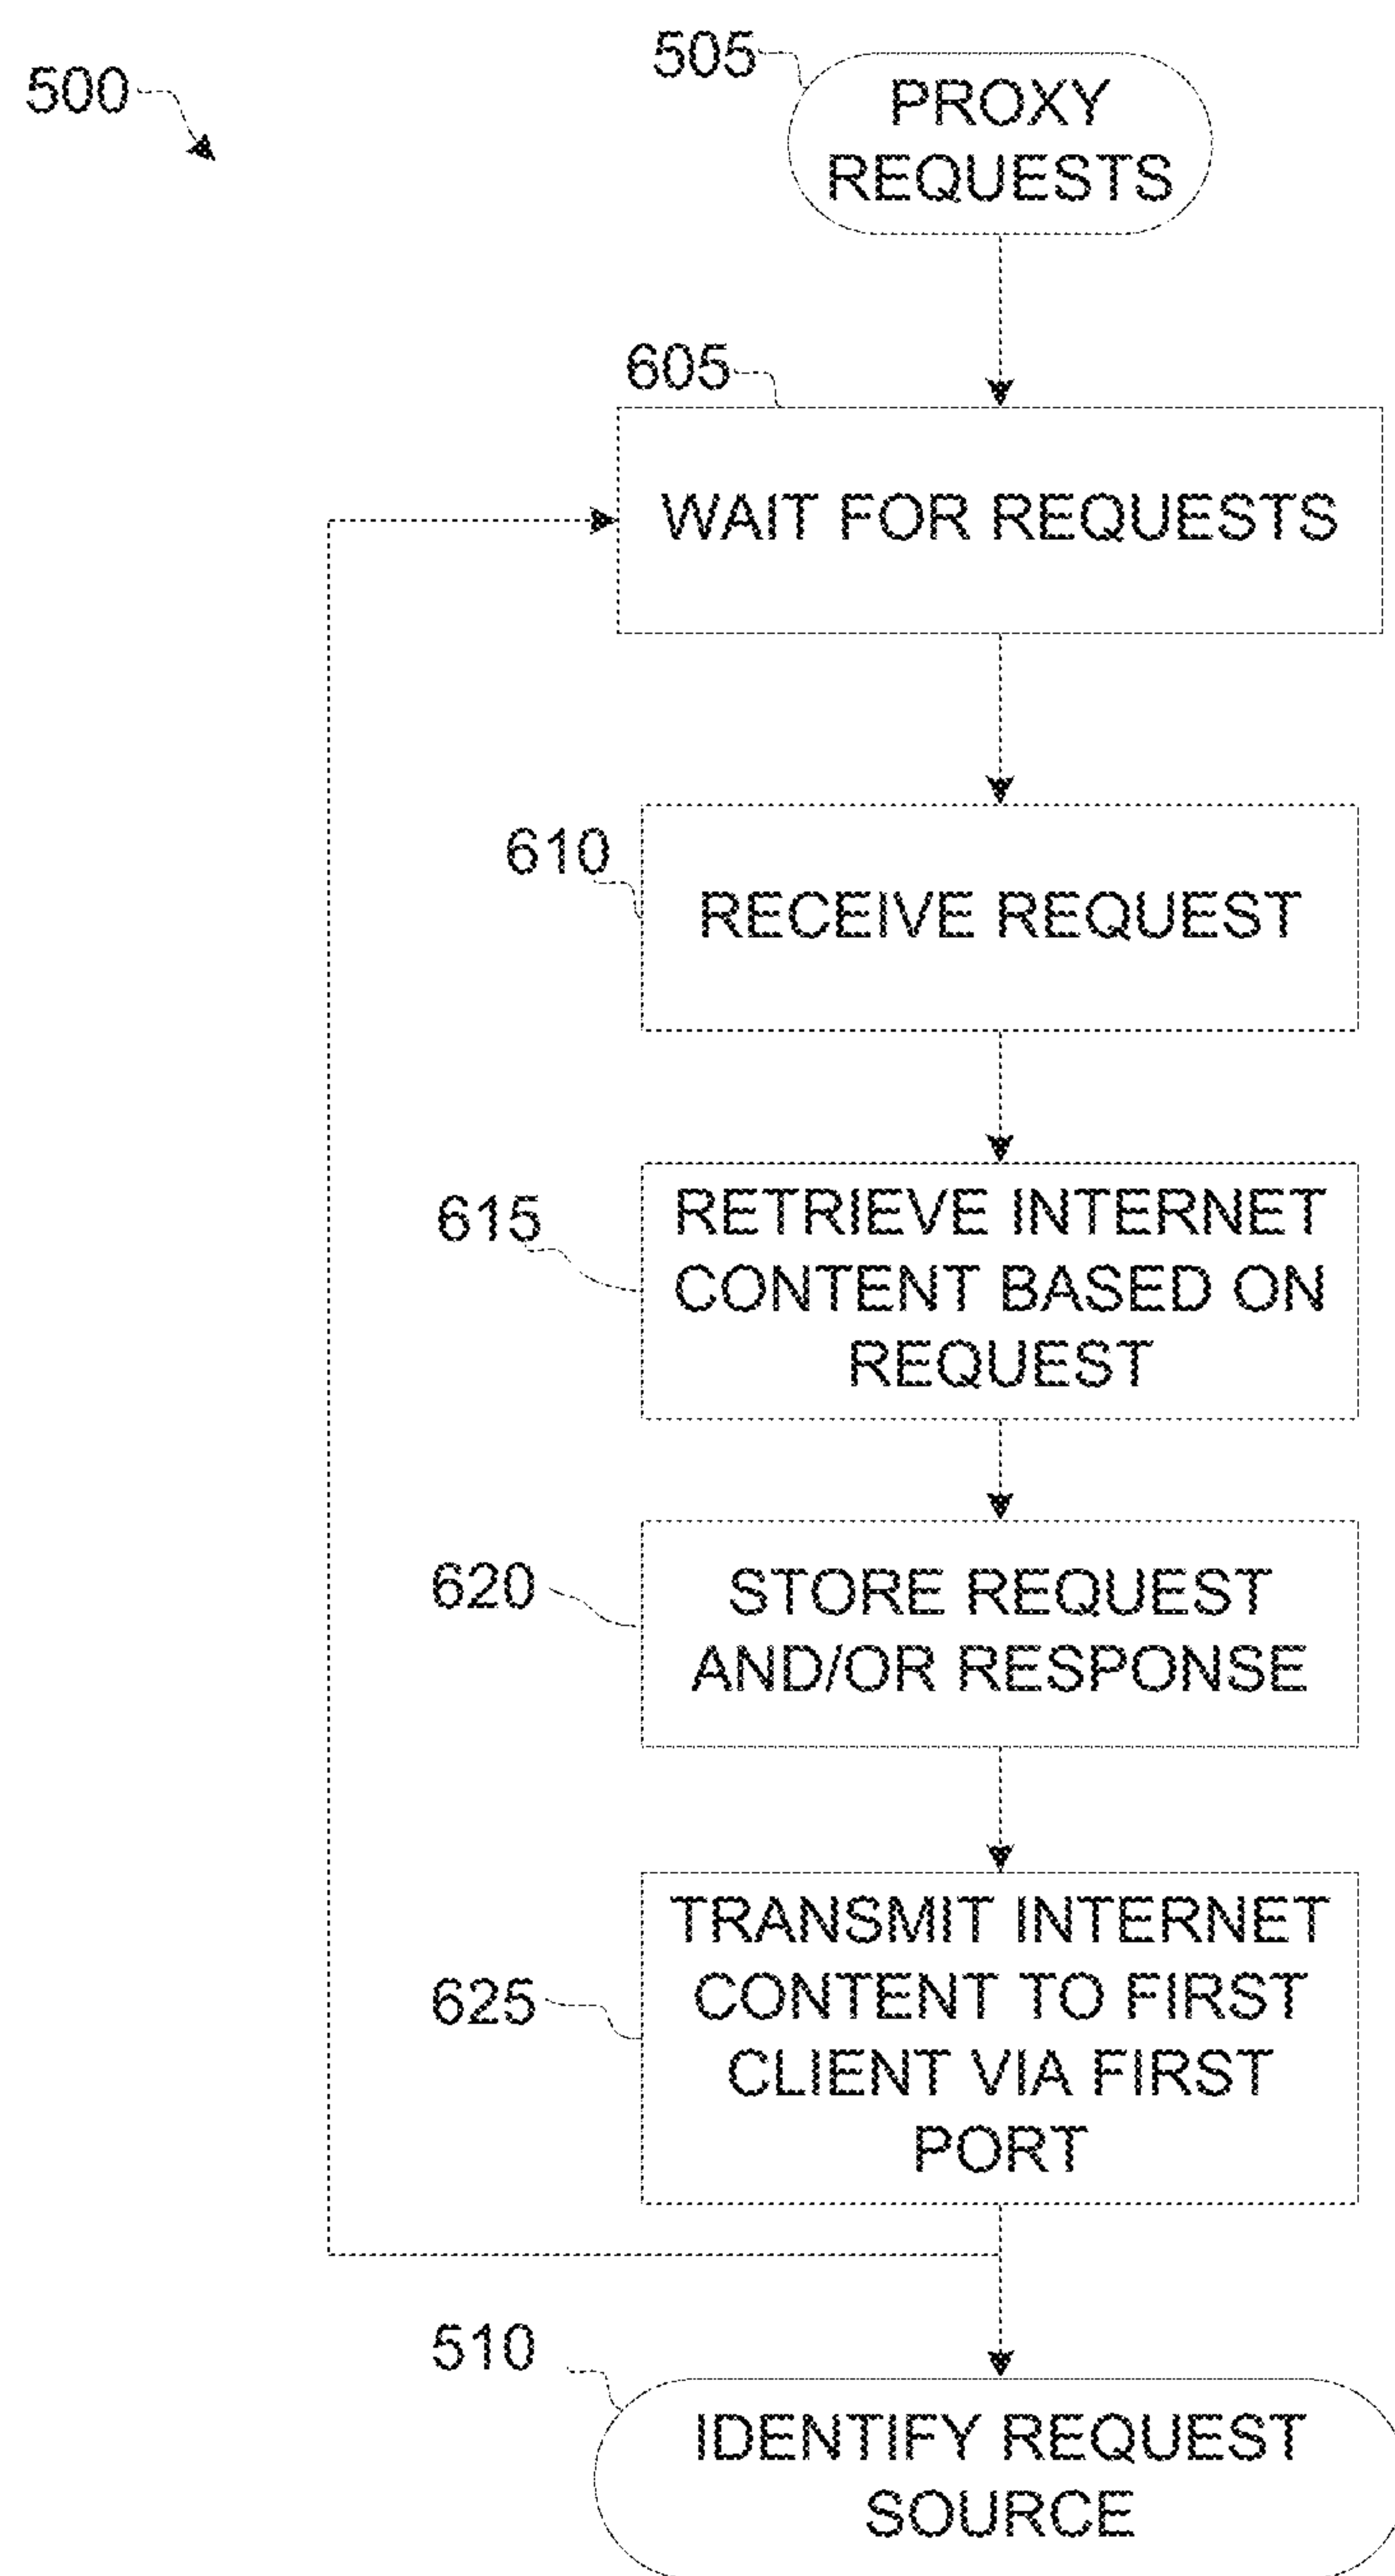 500
505
PROXY
REQUESTS
605
WAIT FOR REQUESTS
610
RECEIVE REQUEST
615
RETRIEVE INTERNET
CONTENT BASED ON
REQUEST
620
STORE REQUEST
AND/OR RESPONSE
625
TRANSMIT INTERNET
CONTENT TO FIRST
CLIENT VIA FIRST
PORT
510
IDENTIFY REQUEST
SOURCE